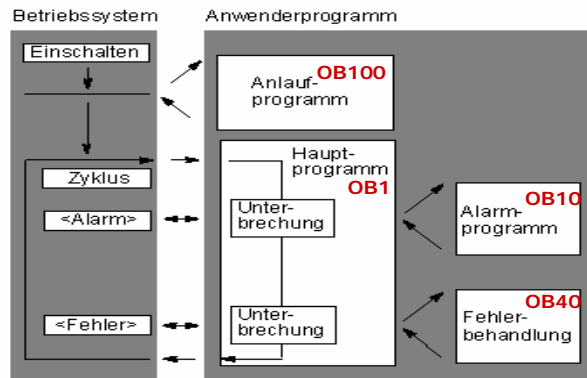 Betriebssystem
Anwenderprogramm
Einschalten
OB100
Anlauf-
programm
Haupt-
programm
OB1
Zyklus
<Alarm>
Unter-
brechung
OB10
Alarm-
programm
<Fehler>
Unter-
brechung
OB40
Fehler-
behandlung